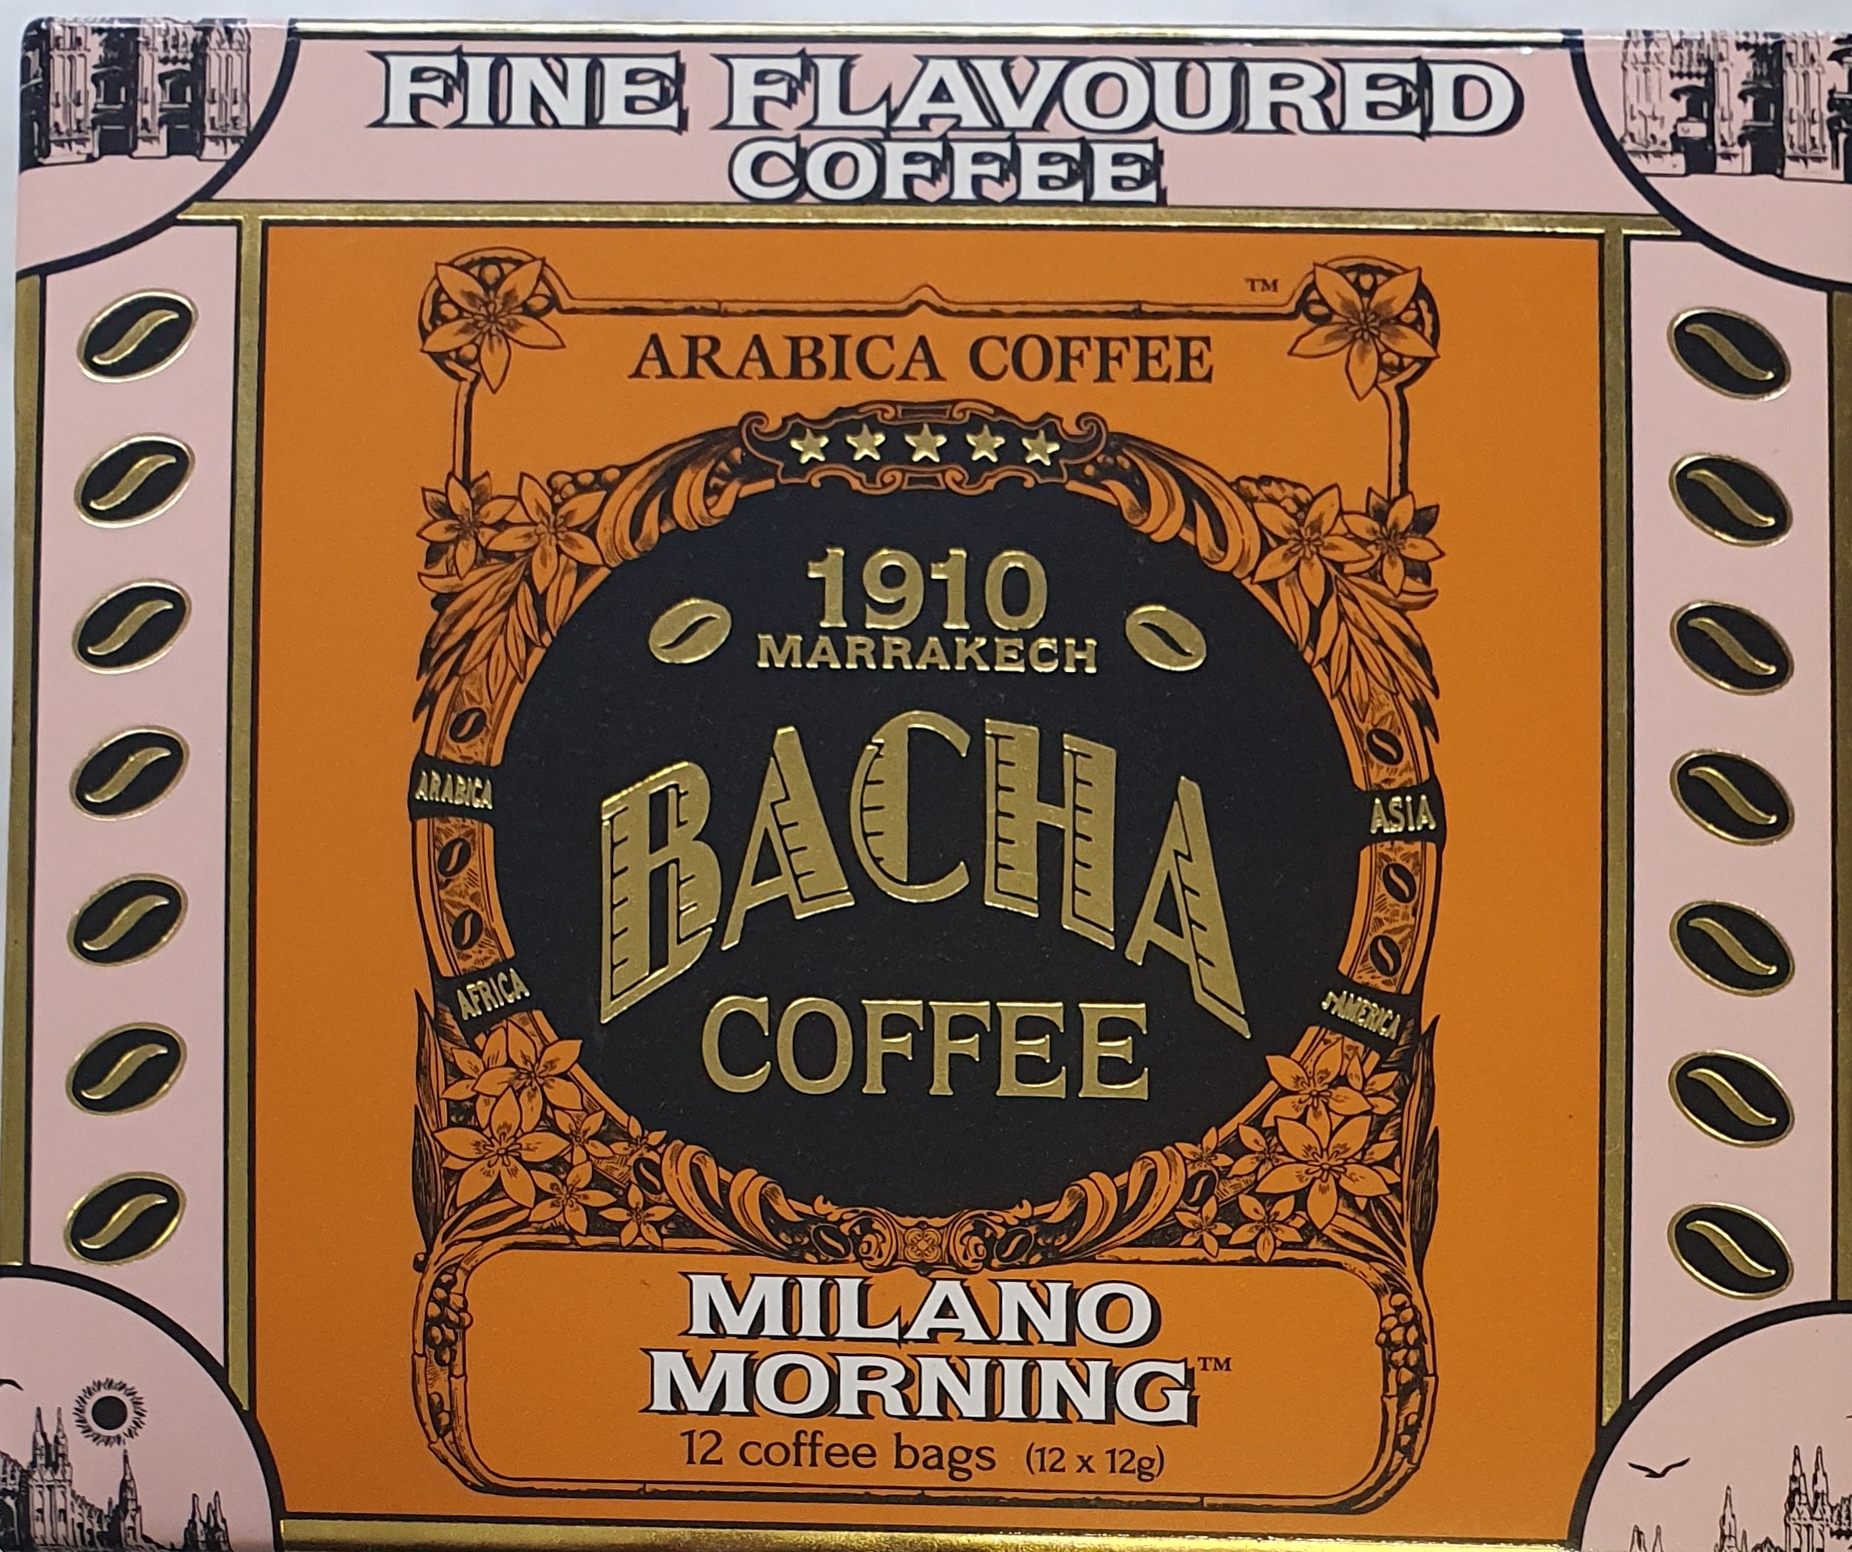 FINE FLAVOURED
COFFEE
TM
ARABICA COFFEE
1910
MARRAKECH
BACHA
COFFEE
ARABICA
ASIA
AFRICA
S·AMERICA
MILANO
MORNING™
12 coffee bags (12 x 12g)